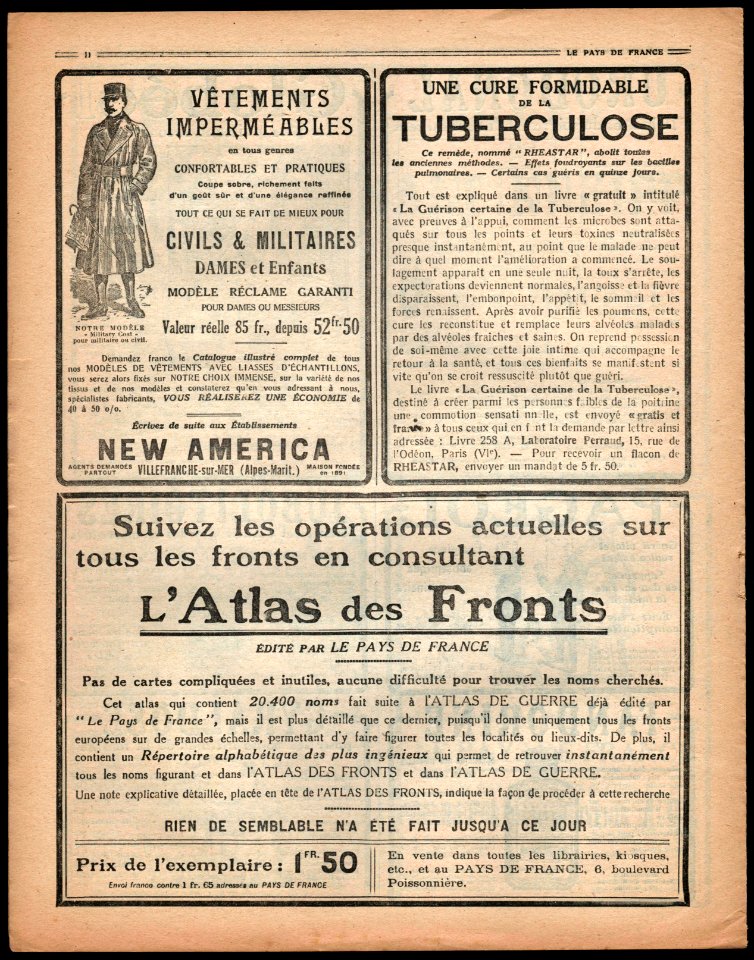 11
LE PAYS DE FRANCE
VÊTEMENTS
IMPERMÉABLES
en tous genres
CONFORTABLES ET PRATIQUES
Coupe sobre, richement faits
d'un goût sûr et d'une élégance raffinée
TOUT CE QUI SE FAIT DE MIEUX POUR
CIVILS & MILITAIRES
DAMES et Enfants
MODÈLE RÉCLAME GARANTI
POUR DAMES OU MESSIEURS
Valeur réelle 85 fr., depuis 52fr.50
NOTRE MODÈLE
« Military Coat »
pour militaire ou civil.
Demandez franco le Catalogue illustré complet de tous
nos MODÈLES DE VÊTEMENTS AVEC LIASSES D'ÉCHANTILLONS,
vous serez alors fixés sur NOTRE CHOIX IMMENSE, sur la variété de nos
tissus et de nos modèles et constaterez qu'en vous adressant à nous,
spécialistes fabricants, VOUS RÉALISEREZ UNE ÉCONOMIE de
40 à 50 o/o.
Écrivez de suite aux Établissements
NEW AMERICA
AGENTS DEMANDÉS
PARTOUT
VILLEFRANCHE-sur-MER (Alpes-Marit.)
MAISON FONDÉE
en 1891
UNE CURE FORMIDABLE
DE LA
TUBERCULOSE
Ce remède, nommé "RHEASTAR", abolit toutes
les anciennes méthodes. — Effets foudroyants sur les bacilles
pulmonaires. — Certains cas guéris en quinze jours.
Tout est expliqué dans un livre « gratuit » intitulé
« La Guérison certaine de la Tuberculose ». On y voit,
avec preuves à l'appui, comment les microbes sont atta-
qués sur tous les points et leurs toxines neutralisées
presque instantanément, au point que le malade ne peut
dire à quel moment l'amélioration a commencé. Le sou-
lagement apparait en une seule nuit, la toux s'arrête, les
expectorations deviennent normales, l'angoisse et la fièvre
disparaissent, l'embonpoint, l'appétit, le sommeil et les
forces renaissent. Après avoir purifié les poumons, cette
cure les reconstitue et remplace leurs alvéoles malades
par des alvéoles fraîches et saines. On reprend possession
de soi-même avec cette joie intime qui accompagne le
retour à la santé, et tous ces bienfaits se manifestent si
vite qu'on se croit ressuscité plutôt que guéri.
Le livre « La Guérison certaine de la Tuberculose »,
destiné à créer parmi les personnes faibles de la poitrine
une commotion sensationnelle, est envoyé « gratis et
franco » à tous ceux qui en font la demande par lettre ainsi
adressée : Livre 258 A, Laboratoire Perraud, 15, rue de
l'Odéon, Paris (VIe). — Pour recevoir un flacon de
RHEASTAR, envoyer un mandat de 5 fr. 50.
Suivez les opérations actuelles sur
tous les fronts en consultant
L'Atlas des Fronts
ÉDITÉ PAR LE PAYS DE FRANCE
Pas de cartes compliquées et inutiles, aucune difficulté pour trouver les noms cherchés.
Cet atlas qui contient 20.400 noms fait suite à l'ATLAS DE GUERRE déjà édité par
"Le Pays de France", mais il est plus détaillé que ce dernier, puisqu'il donne uniquement tous les fronts
européens sur de grandes échelles, permettant d'y faire figurer toutes les localités ou lieux-dits. De plus, il
contient un Répertoire alphabétique des plus ingénieux qui permet de retrouver instantanément
tous les noms figurant et dans l'ATLAS DES FRONTS et dans l'ATLAS DE GUERRE.
Une note explicative détaillée, placée en tête de l'ATLAS DES FRONTS, indique la façon de procéder à cette recherche
RIEN DE SEMBLABLE N'A ÉTÉ FAIT JUSQU'A CE JOUR
Prix de l'exemplaire : 1FR.50
Envoi franco contre 1 fr. 65 adressés au PAYS DE FRANCE
En vente dans toutes les librairies, kiosques,
etc., et au PAYS DE FRANCE, 6, boulevard
Poissonnière.